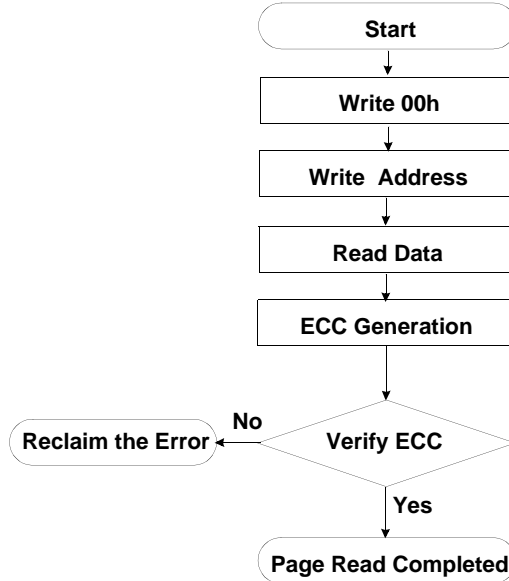 Start
Write 00h
Write Address
Read Data
ECC Generation
No
Reclaim the Error
Verify ECC
Yes
Page Read Completed